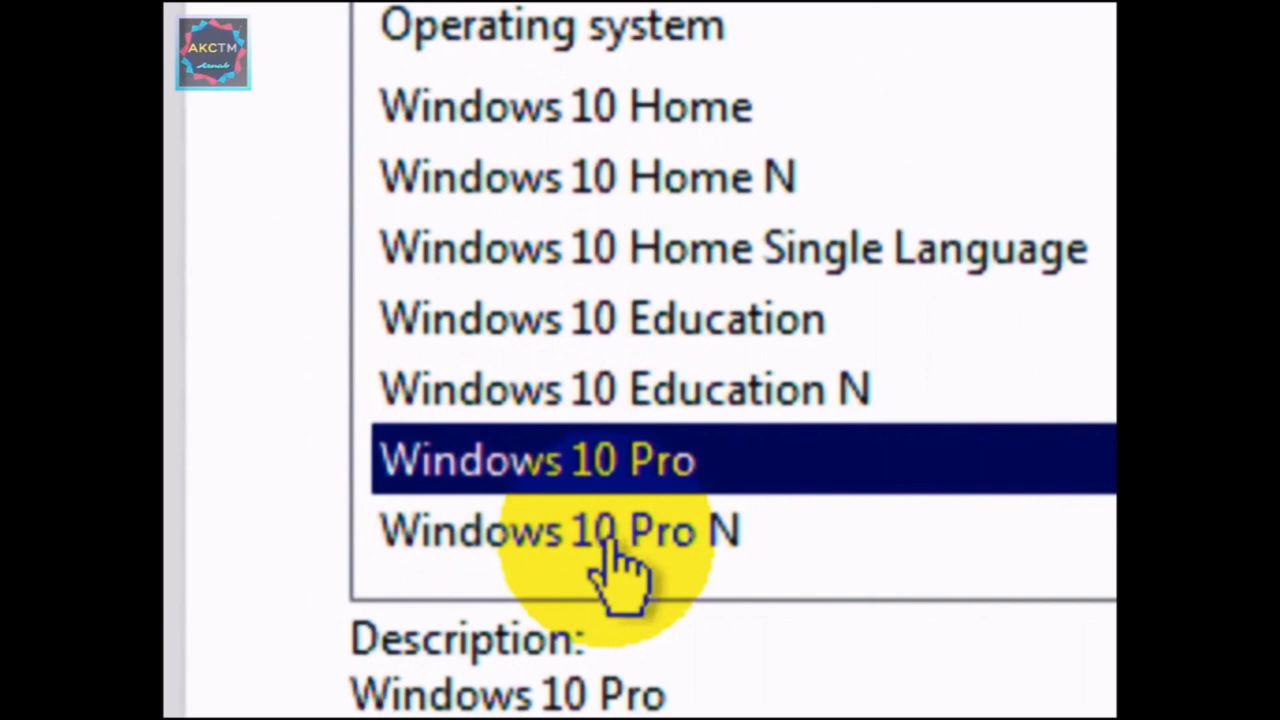 AKCTM
Operating system
Windows 10 Home
Windows 10 Home N
Windows 10 Home Single Language
Windows 10 Education
Windows 10 Education N
Windows 10 Pro
Windows 10 Pro N
Description:
Windows 10 Pro